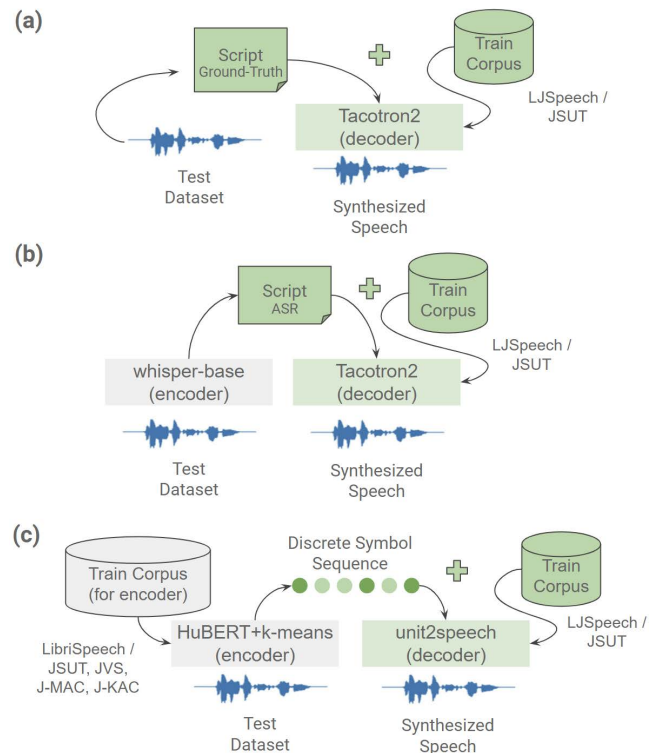 (a)
Script
Ground-Truth
Train
Corpus
LJSpeech /
JSUT
Tacotron2
(decoder)
Test
Dataset
Synthesized
Speech
(b)
Script
ASR
Train
Corpus
LJSpeech /
JSUT
whisper-base
(encoder)
Tacotron2
(decoder)
Test
Dataset
Synthesized
Speech
(c)
Discrete Symbol
Sequence
Train Corpus
(for encoder)
Train
Corpus
LJSpeech /
JSUT
HuBERT+k-means
(encoder)
unit2speech
(decoder)
LibriSpeech /
JSUT, JVS,
J-MAC, J-KAC
Test
Dataset
Synthesized
Speech